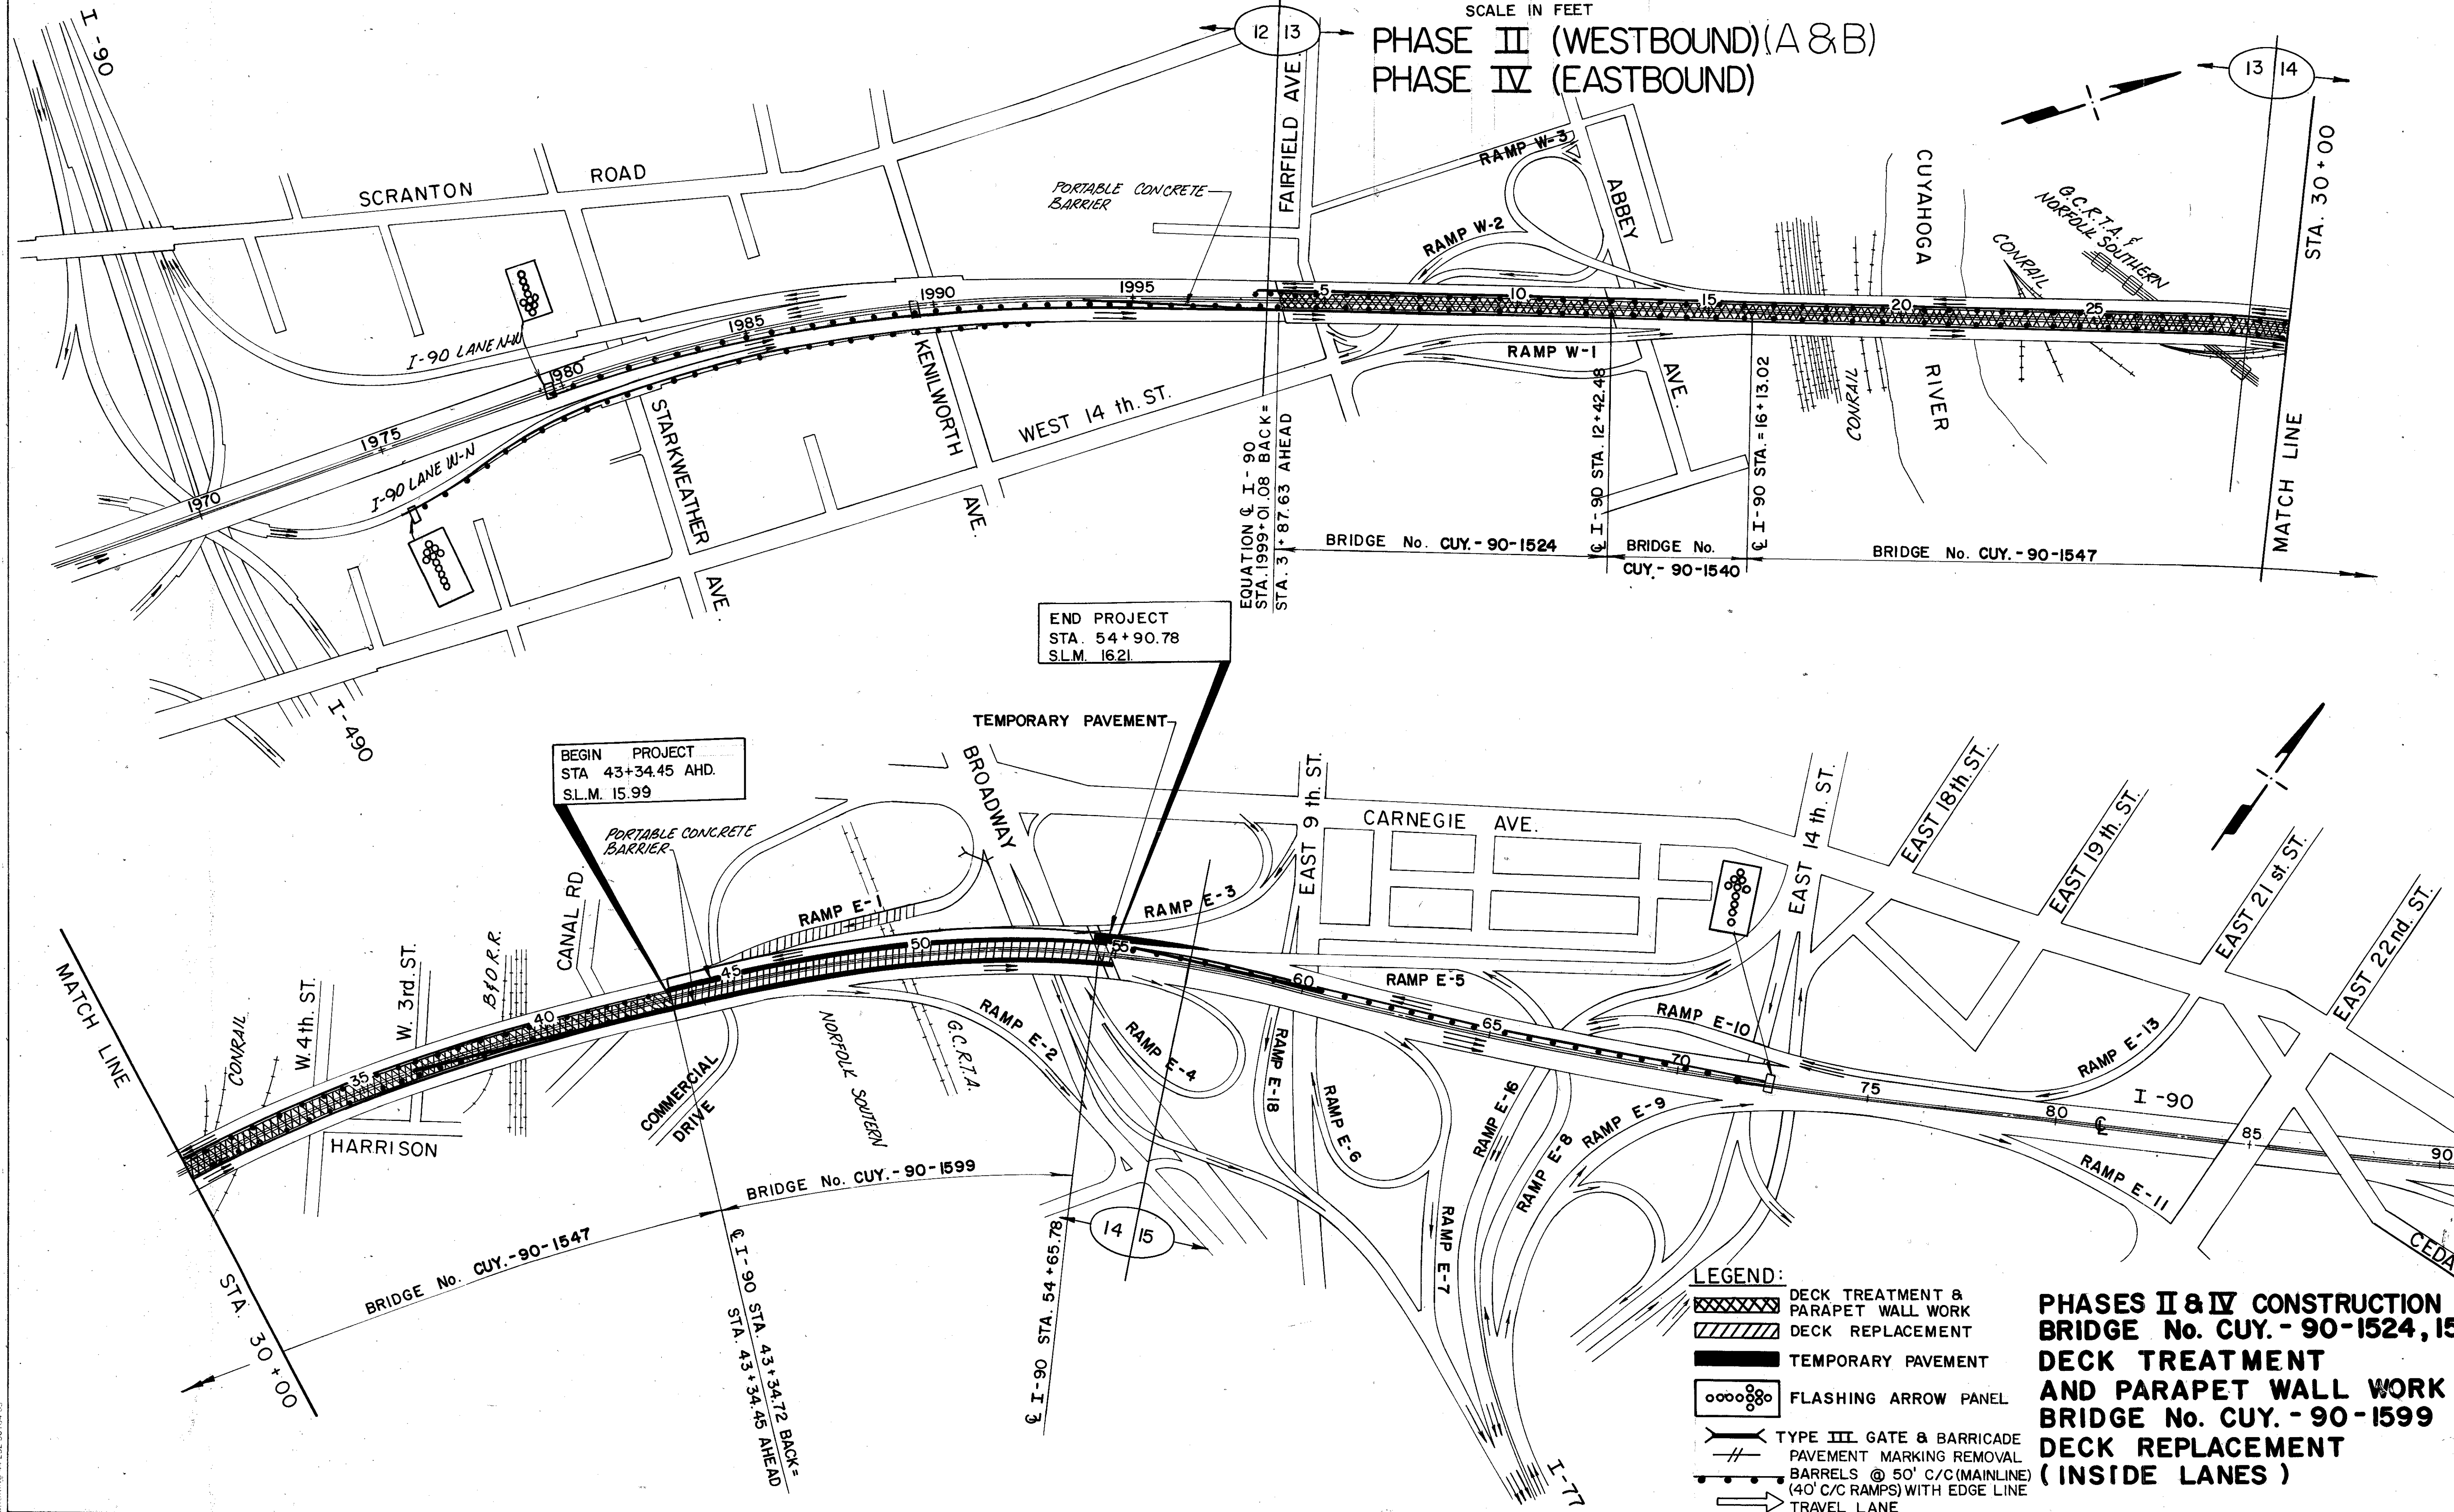 SCALE IN FEET
PHASE II (WESTBOUND)(A & B)
PHASE IV (EASTBOUND)
I-90
12 13
13 14
STA. 30+00
MATCH LINE
SCRANTON ROAD
FAIRFIELD AVE.
PORTABLE CONCRETE
BARRIER
RAMP W-3
RAMP W-2
ABBEY
AVE.
CUYAHOGA
RIVER
G.C.R.T.A. &
NORFOLK SOUTHERN
CONRAIL
CONRAIL
I-90 LANE N-W
I-90 LANE W-N
1970
1975
1980
1985
1990
1995
5
10
15
20
25
RAMP W-1
STARKWEATHER
AVE.
KENILWORTH
AVE.
WEST 14 th. ST.
I-490
EQUATION ℄ I-90
STA. 1999+01.08 BACK=
STA. 3+87.63 AHEAD
℄ I-90 STA. 12+42.48
℄ I-90 STA.=16+13.02
BRIDGE No. CUY.-90-1524
BRIDGE No.
CUY.-90-1540
BRIDGE No. CUY.-90-1547
END PROJECT
STA. 54+90.78
S.L.M. 16.21.
TEMPORARY PAVEMENT
BEGIN PROJECT
STA 43+34.45 AHD.
S.L.M. 15.99
PORTABLE CONCRETE
BARRIER
BROADWAY
CARNEGIE AVE.
EAST 9 th. ST.
EAST 14 th. ST.
EAST 18th. ST.
EAST 19th. ST.
EAST 21 st. ST.
EAST 22nd. ST.
MATCH LINE
STA. 30+00
CONRAIL
W. 4th. ST.
W. 3rd. ST.
B&O R.R.
CANAL RD.
HARRISON
COMMERCIAL
DRIVE
NORFOLK SOUTERN
G.C.R.T.A.
RAMP E-1
RAMP E-2
RAMP E-3
RAMP E-4
RAMP E-5
RAMP E-6
RAMP E-7
RAMP E-8
RAMP E-9
RAMP E-10
RAMP E-11
RAMP E-13
RAMP E-16
RAMP E-18
35
40
45
50
55
60
65
70
75
80
85
90
I-90
℄
CEDA
I-77
BRIDGE No. CUY.-90-1547
BRIDGE No. CUY.-90-1599
℄ I-90 STA. 43+34.72 BACK=
STA. 43+34.45 AHEAD
℄ I-90 STA. 54+65.78
14 15
LEGEND:
DECK TREATMENT &
PARAPET WALL WORK
DECK REPLACEMENT
TEMPORARY PAVEMENT
FLASHING ARROW PANEL
TYPE III GATE & BARRICADE
PAVEMENT MARKING REMOVAL
BARRELS @ 50' C/C (MAINLINE)
(40' C/C RAMPS) WITH EDGE LINE
TRAVEL LANE
PHASES II & IV CONSTRUCTION
BRIDGE No. CUY.-90-1524, 15
DECK TREATMENT
AND PARAPET WALL WORK
BRIDGE No. CUY.-90-1599
DECK REPLACEMENT
(INSIDE LANES)